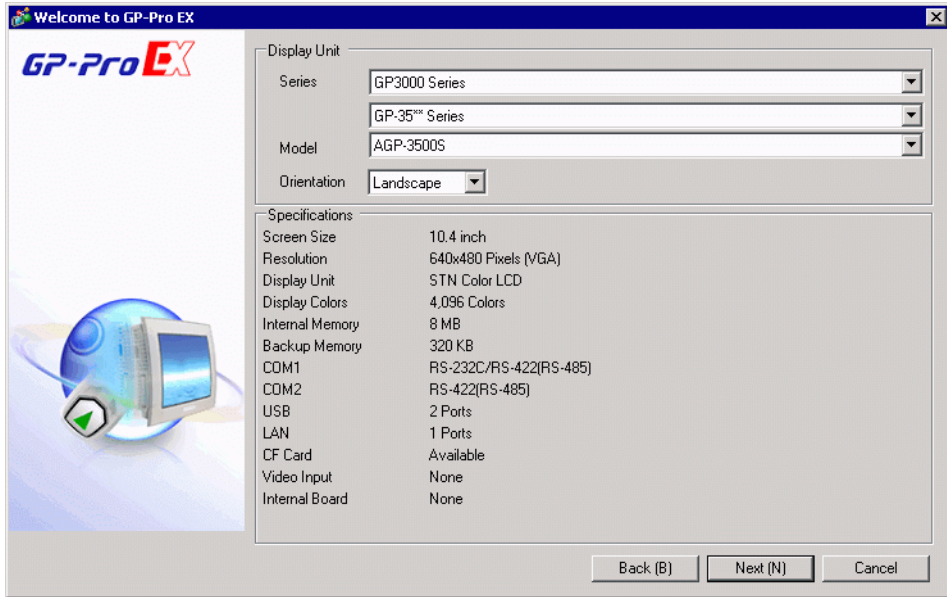 Welcome to GP-Pro EX
GP-Pro EX
Display Unit
Series GP3000 Series
GP-35** Series
Model AGP-3500S
Orientation Landscape
Specifications
Screen Size 10.4 inch
Resolution 640x480 Pixels (VGA)
Display Unit STN Color LCD
Display Colors 4,096 Colors
Internal Memory 8 MB
Backup Memory 320 KB
COM1 RS-232C/RS-422(RS-485)
COM2 RS-422(RS-485)
USB 2 Ports
LAN 1 Ports
CF Card Available
Video Input None
Internal Board None
Back (B) Next (N) Cancel